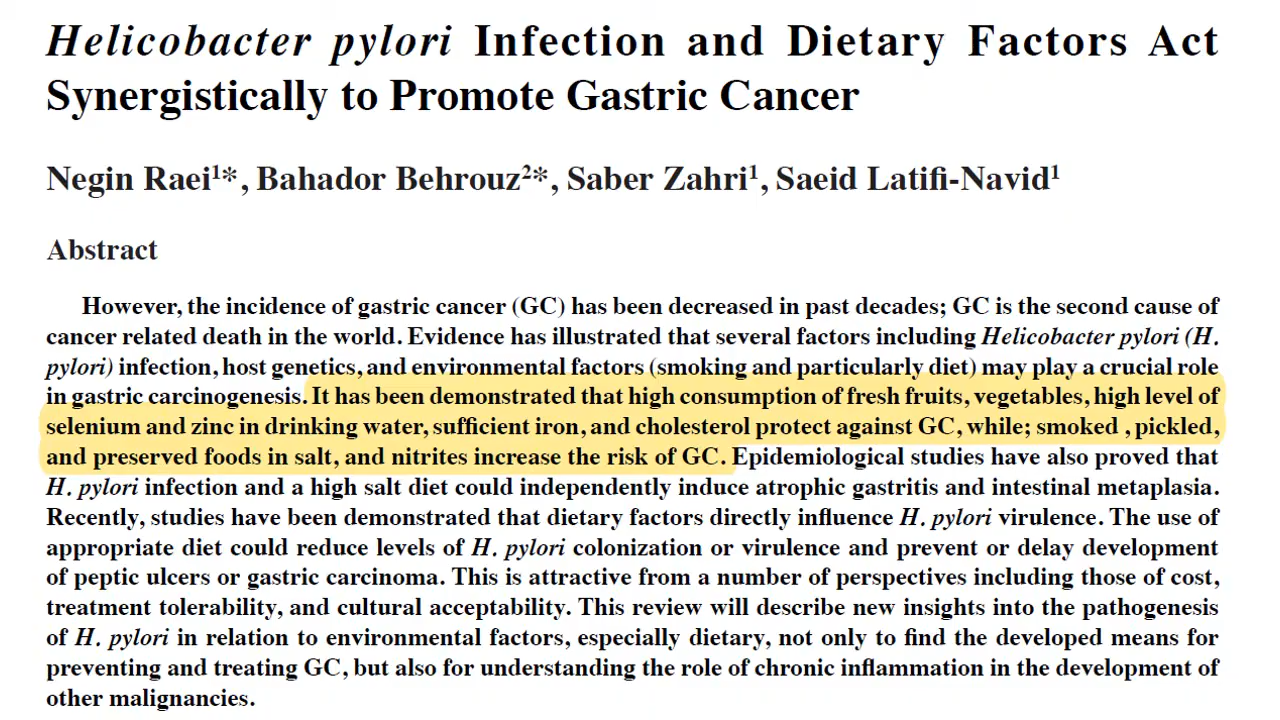 Helicobacter pylori Infection and Dietary Factors Act
Synergistically to Promote Gastric Cancer
Negin Raei1*, Bahador Behrouz2*, Saber Zahri1, Saeid Latifi-Navid1
Abstract
However, the incidence of gastric cancer (GC) has been decreased in past decades; GC is the second cause of
cancer related death in the world. Evidence has illustrated that several factors including Helicobacter pylori (H.
pylori) infection, host genetics, and environmental factors (smoking and particularly diet) may play a crucial role
in gastric carcinogenesis. It has been demonstrated that high consumption of fresh fruits, vegetables, high level of
selenium and zinc in drinking water, sufficient iron, and cholesterol protect against GC, while; smoked , pickled,
and preserved foods in salt, and nitrites increase the risk of GC. Epidemiological studies have also proved that
H. pylori infection and a high salt diet could independently induce atrophic gastritis and intestinal metaplasia.
Recently, studies have been demonstrated that dietary factors directly influence H. pylori virulence. The use of
appropriate diet could reduce levels of H. pylori colonization or virulence and prevent or delay development
of peptic ulcers or gastric carcinoma. This is attractive from a number of perspectives including those of cost,
treatment tolerability, and cultural acceptability. This review will describe new insights into the pathogenesis
of H. pylori in relation to environmental factors, especially dietary, not only to find the developed means for
preventing and treating GC, but also for understanding the role of chronic inflammation in the development of
other malignancies.